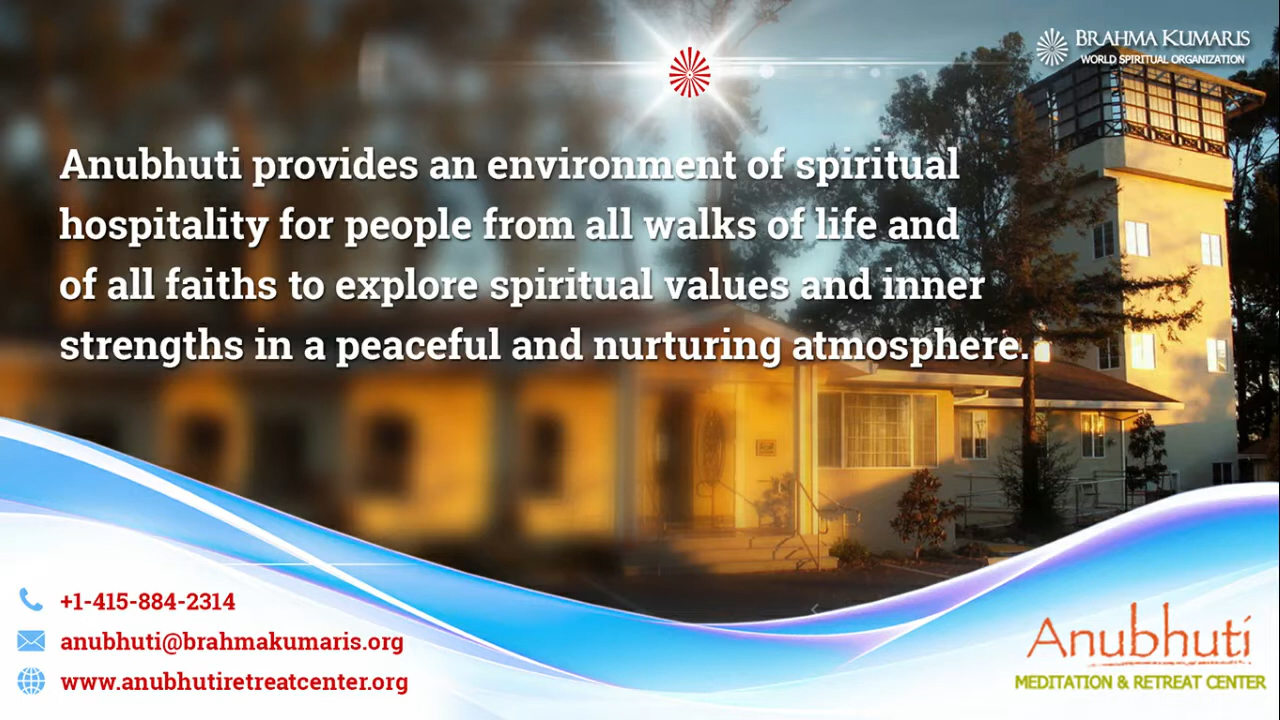 BRAHMA KUMARIS
WORLD SPIRITUAL ORGANIZATION
Anubhuti provides an environment of spiritual
hospitality for people from all walks of life and
of all faiths to explore spiritual values and inner
strengths in a peaceful and nurturing atmosphere.
+1-415-884-2314
anubhuti@brahmakumaris.org
www.anubhutiretreatcenter.org
Anubhuti
MEDITATION & RETREAT CENTER